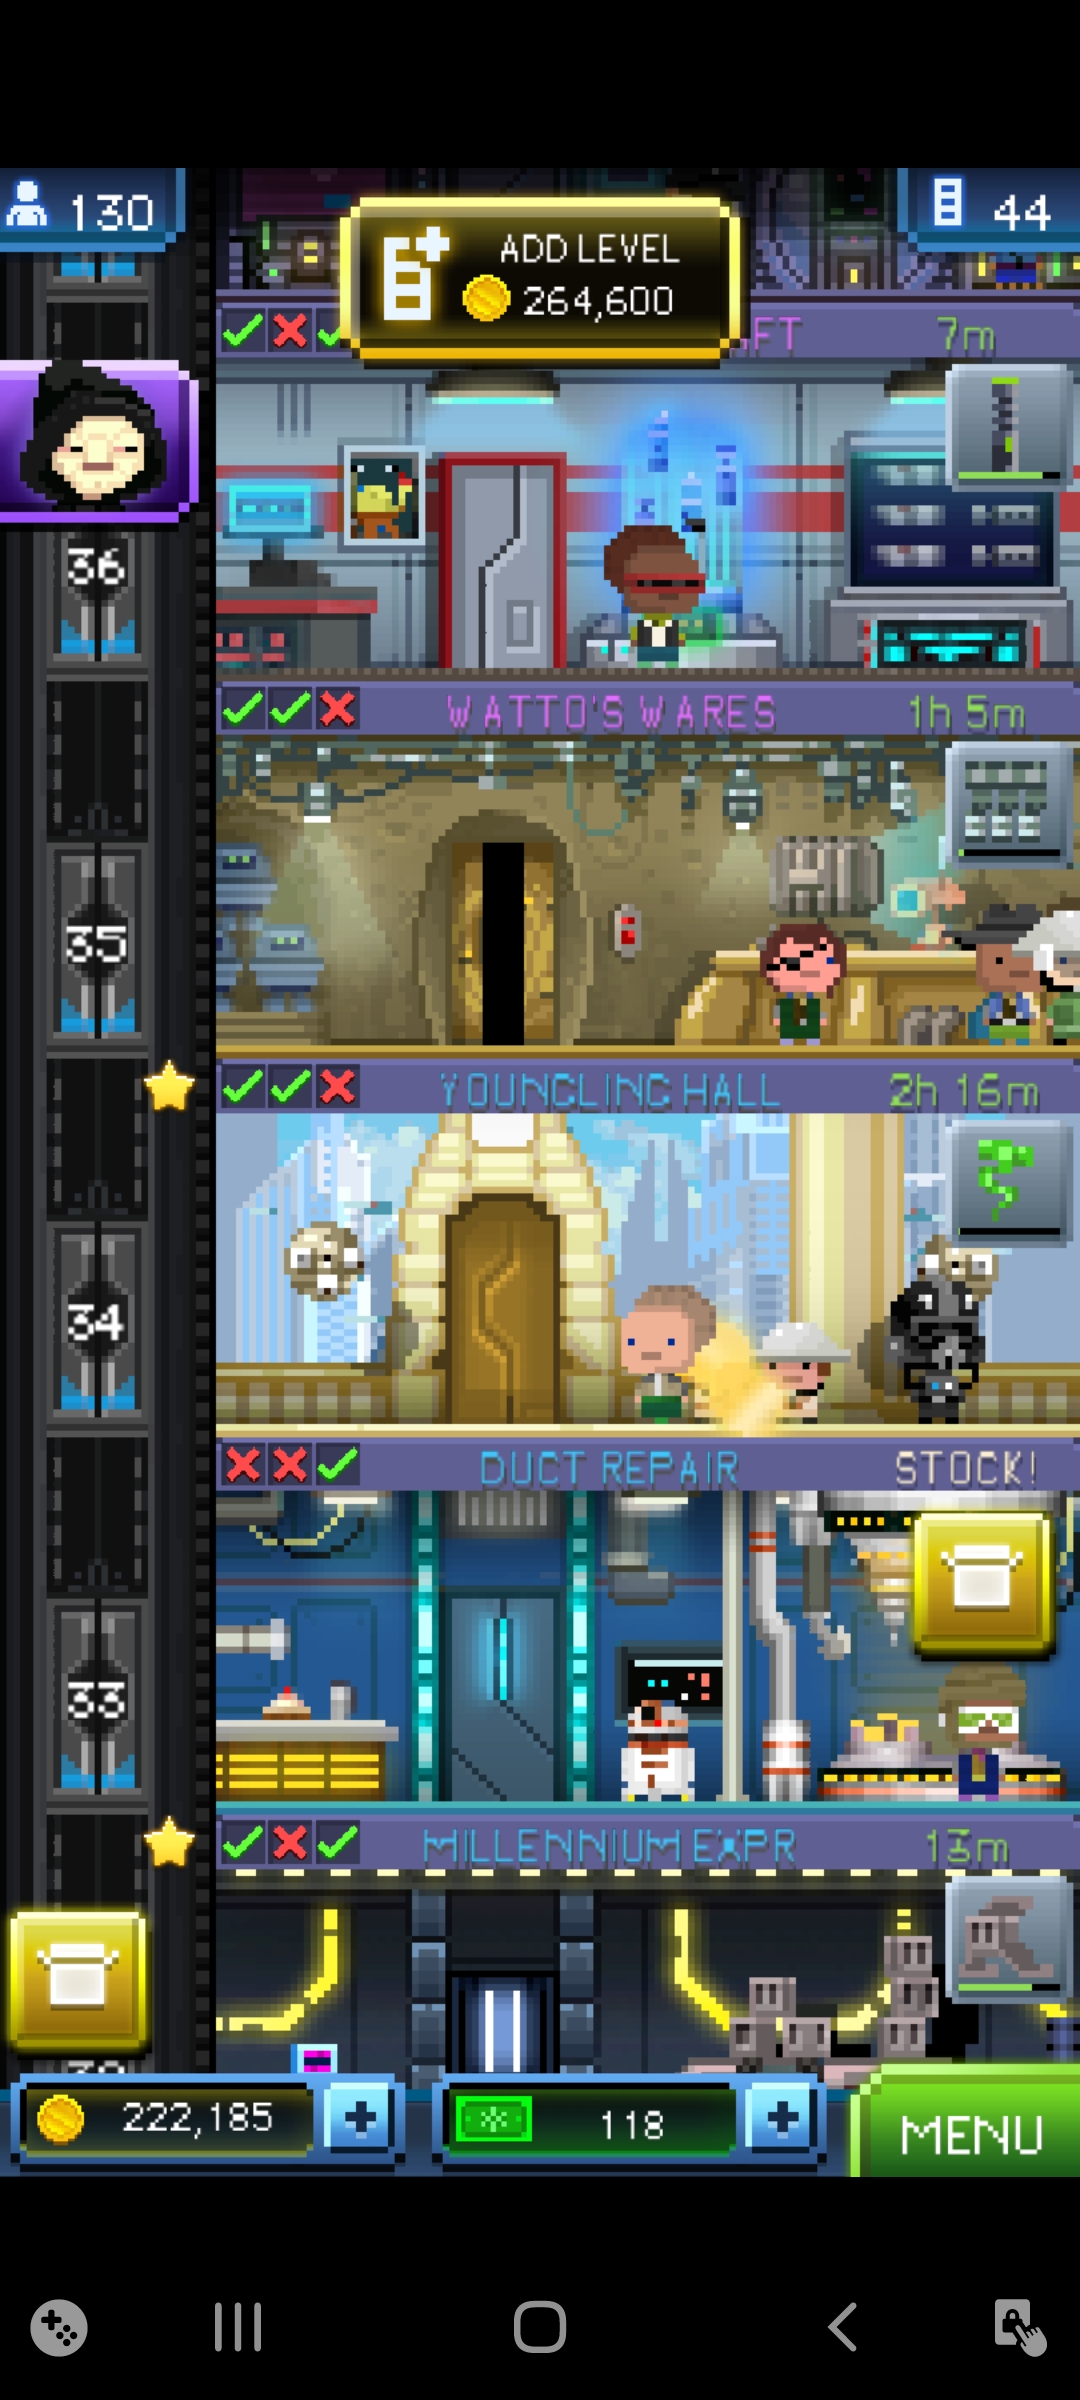 130
ADD LEVEL
264,600
44
7m
36
WATTO'S WARES 1h 5m
35
YOUNGLING HALL 2h 16m
34
DUCT REPAIR STOCK!
33
MILLENNIUM EXPR 13m
222,185
118
MENU